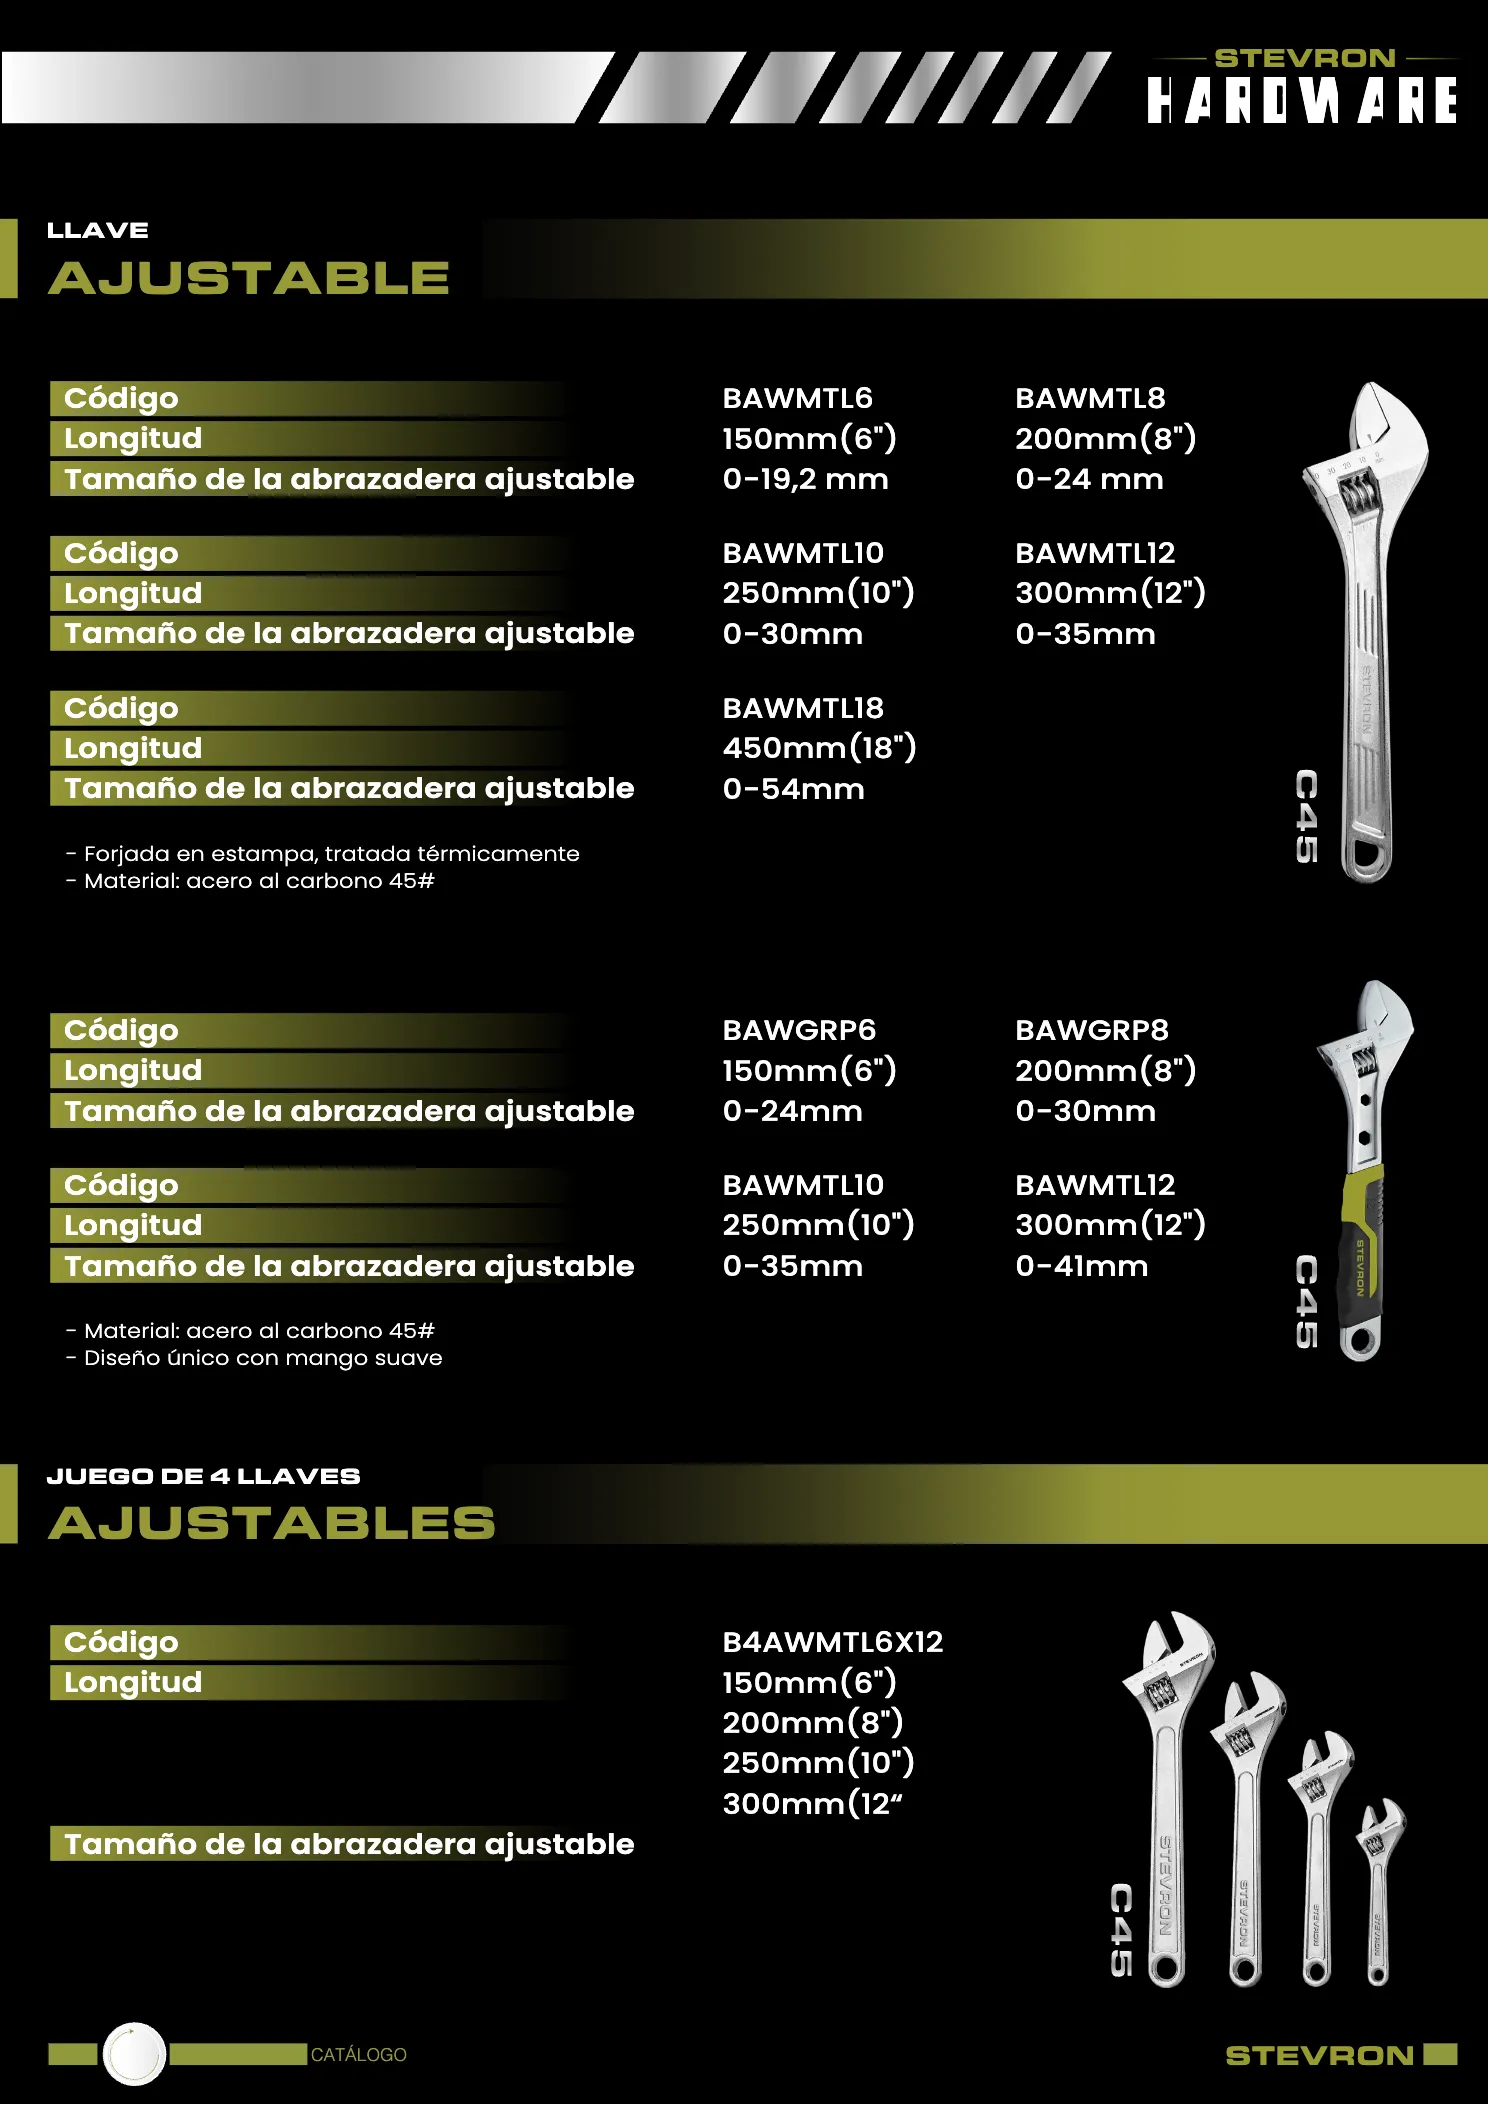 STEVRON
HARDWARE
LLAVE
AJUSTABLE
Código BAWMTL6 BAWMTL8
Longitud 150mm(6") 200mm(8")
Tamaño de la abrazadera ajustable 0-19,2 mm 0-24 mm
Código BAWMTL10 BAWMTL12
Longitud 250mm(10") 300mm(12")
Tamaño de la abrazadera ajustable 0-30mm 0-35mm
Código BAWMTL18
Longitud 450mm(18")
Tamaño de la abrazadera ajustable 0-54mm
- Forjada en estampa, tratada térmicamente
- Material: acero al carbono 45#
STEVRON
C45
Código BAWGRP6 BAWGRP8
Longitud 150mm(6") 200mm(8")
Tamaño de la abrazadera ajustable 0-24mm 0-30mm
Código BAWMTL10 BAWMTL12
Longitud 250mm(10") 300mm(12")
Tamaño de la abrazadera ajustable 0-35mm 0-41mm
- Material: acero al carbono 45#
- Diseño único con mango suave
STEVRON
C45
JUEGO DE 4 LLAVES
AJUSTABLES
Código B4AWMTL6X12
Longitud 150mm(6")
200mm(8")
250mm(10")
300mm(12“
Tamaño de la abrazadera ajustable
STEVRON
STEVRON
STEVRON
STEVRON
STEVRON
C45
CATÁLOGO
STEVRON